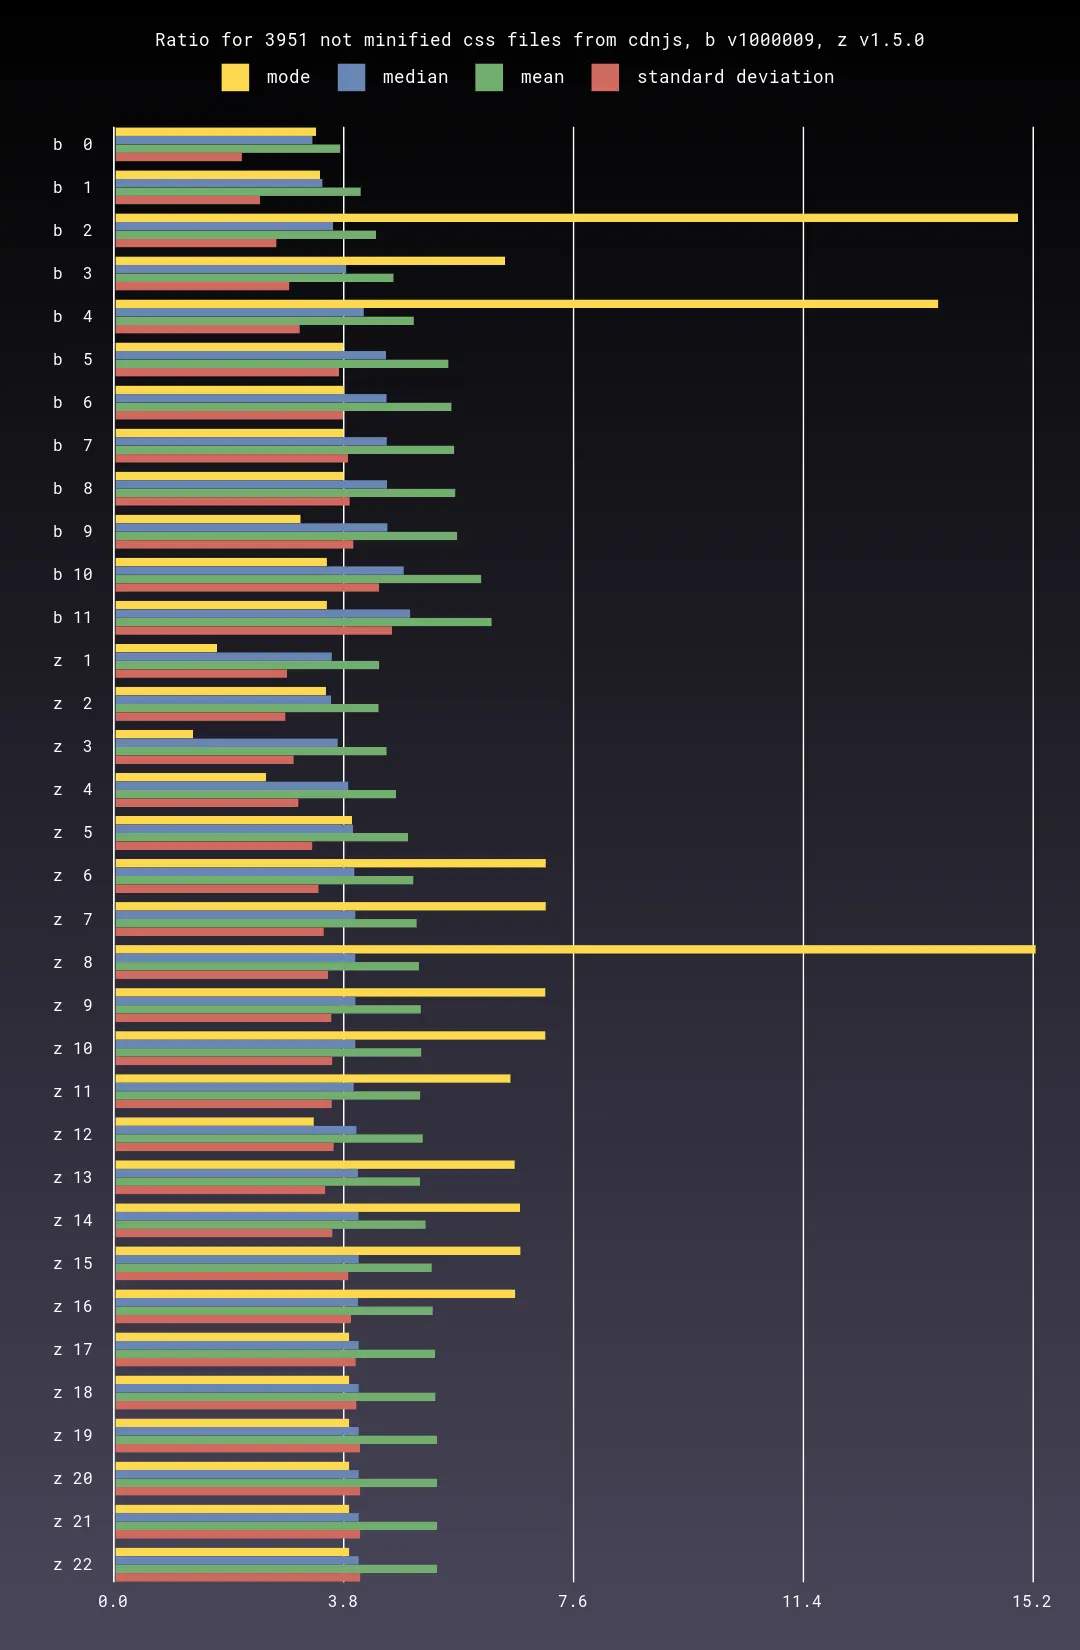 Ratio for 3951 not minified css files from cdnjs, b v1000009, z v1.5.0
mode median mean standard deviation
b 0
b 1
b 2
b 3
b 4
b 5
b 6
b 7
b 8
b 9
b 10
b 11
z 1
z 2
z 3
z 4
z 5
z 6
z 7
z 8
z 9
z 10
z 11
z 12
z 13
z 14
z 15
z 16
z 17
z 18
z 19
z 20
z 21
z 22
0.0 3.8 7.6 11.4 15.2